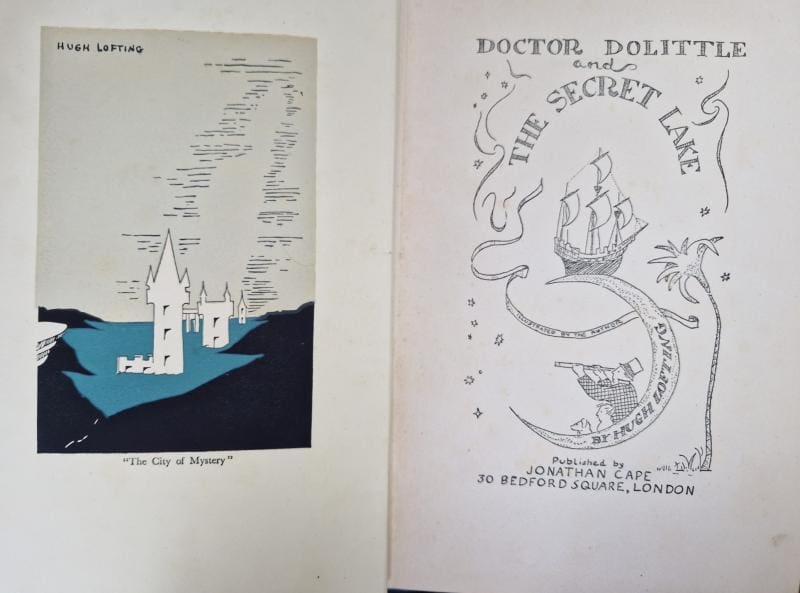 HUGH LOFTING
"The City of Mystery"
DOCTOR DOLITTLE
and
THE SECRET LAKE
ILLUSTRATED BY THE AUTHOR
BY HUGH LOFTING
Published by
JONATHAN CAPE
30 BEDFORD SQUARE, LONDON